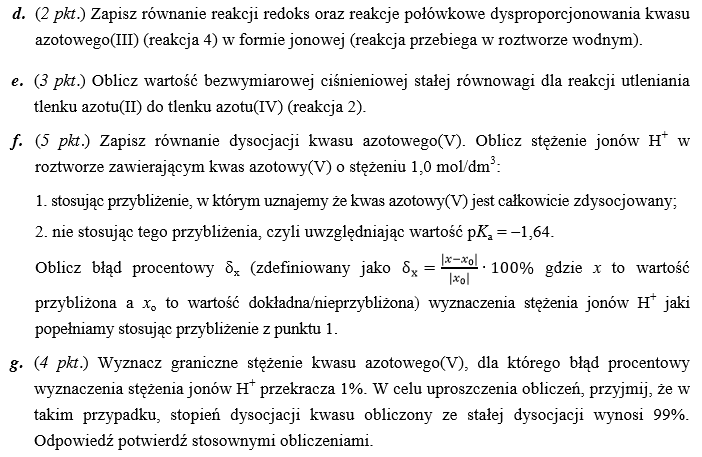 d. (2 pkt.) Zapisz równanie reakcji redoks oraz reakcje połówkowe dysproporcjonowania kwasu
azotowego(III) (reakcja 4) w formie jonowej (reakcja przebiega w roztworze wodnym).
e. (3 pkt.) Oblicz wartość bezwymiarowej ciśnieniowej stałej równowagi dla reakcji utleniania
tlenku azotu(II) do tlenku azotu(IV) (reakcja 2).
f. (5 pkt.) Zapisz równanie dysocjacji kwasu azotowego(V). Oblicz stężenie jonów H⁺ w
roztworze zawierającym kwas azotowy(V) o stężeniu 1,0 mol/dm³:
1. stosując przybliżenie, w którym uznajemy że kwas azotowy(V) jest całkowicie zdysocjowany;
2. nie stosując tego przybliżenia, czyli uwzględniając wartość pKₐ = −1,64.
Oblicz błąd procentowy δₓ (zdefiniowany jako δₓ = |x−x₀|/|x₀| · 100% gdzie x to wartość
przybliżona a xₒ to wartość dokładna/nieprzybliżona) wyznaczenia stężenia jonów H⁺ jaki
popełniamy stosując przybliżenie z punktu 1.
g. (4 pkt.) Wyznacz graniczne stężenie kwasu azotowego(V), dla którego błąd procentowy
wyznaczenia stężenia jonów H⁺ przekracza 1%. W celu uproszczenia obliczeń, przyjmij, że w
takim przypadku, stopień dysocjacji kwasu obliczony ze stałej dysocjacji wynosi 99%.
Odpowiedź potwierdź stosownymi obliczeniami.